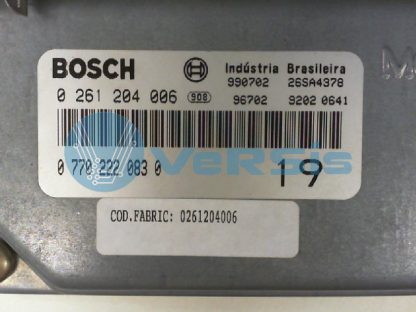 BOSCH Indústria Brasileira
990702 26SA4378
0 261 204 006 908 96702 9202 0641
0 770 222 083 0 19
versis
COD.FABRIC: 0261204006
M